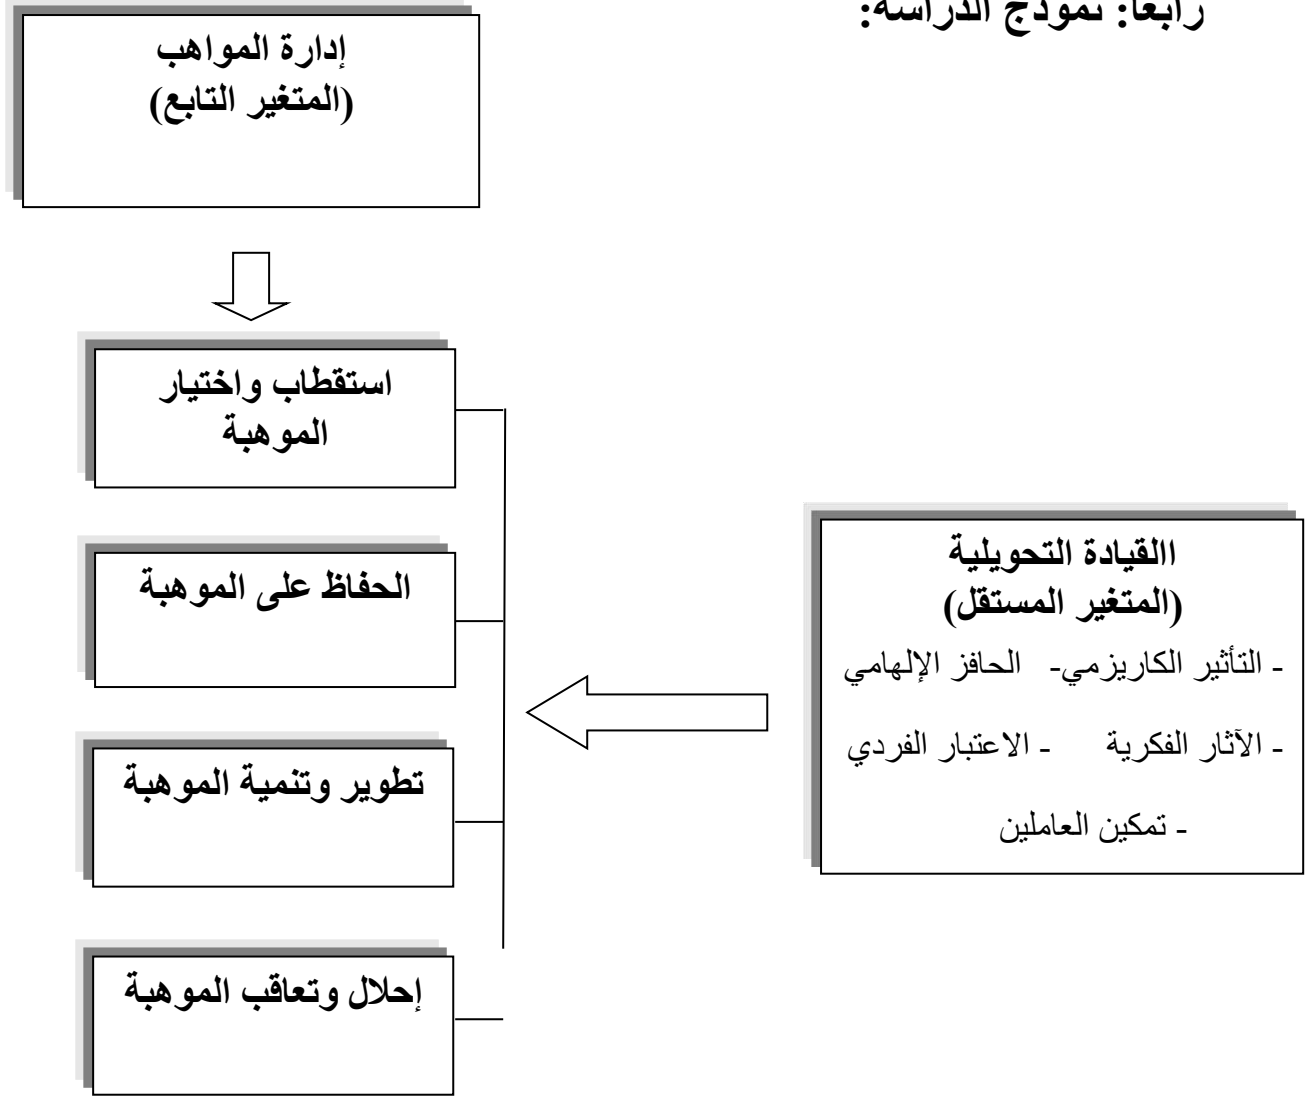 رابعا: نموذج الدراسة:
إدارة المواهب
(المتغير التابع)
استقطاب واختيار
الموهبة
الحفاظ على الموهبة
تطوير وتنمية الموهبة
إحلال وتعاقب الموهبة
االقيادة التحويلية
(المتغير المستقل)
- التأثير الكاريزمي- الحافز الإلهامي
- الآثار الفكرية - الاعتبار الفردي
- تمكين العاملين